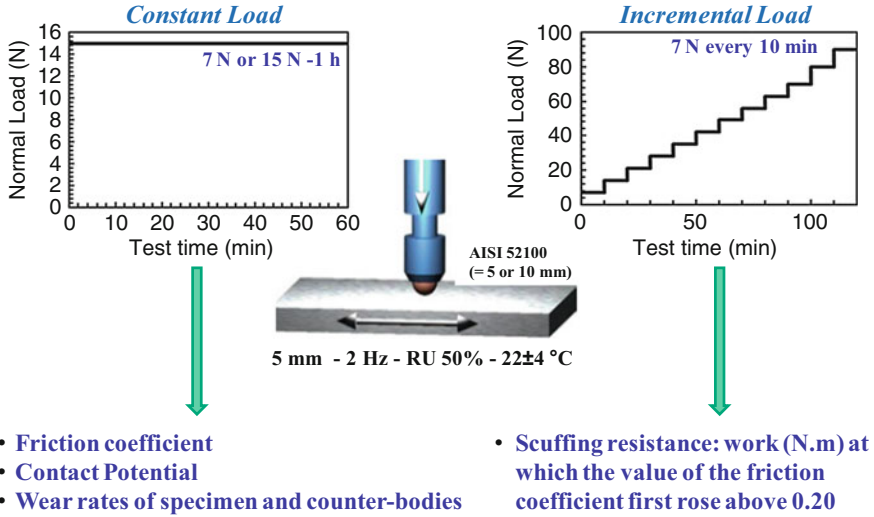 Constant Load
16
14
12
10
8
6
4
2
0
Normal Load (N)
7 N or 15 N -1 h
0 10 20 30 40 50 60
Test time (min)
Incremental Load
100
80
60
40
20
0
Normal Load (N)
7 N every 10 min
0 50 100
Test time (min)
AISI 52100
(= 5 or 10 mm)
5 mm - 2 Hz - RU 50% - 22±4 °C
• Friction coefficient
• Contact Potential
• Wear rates of specimen and counter-bodies
• Scuffing resistance: work (N.m) at
which the value of the friction
coefficient first rose above 0.20